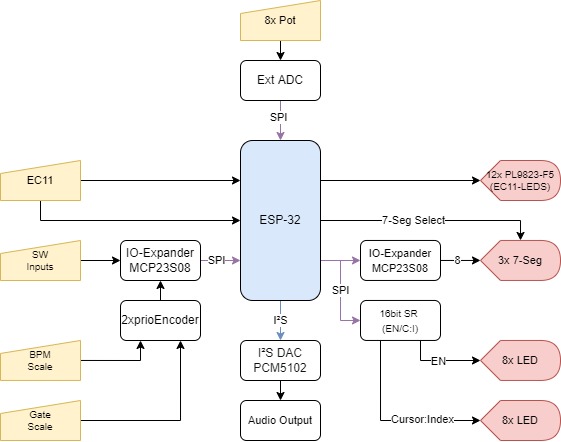 8x Pot
Ext ADC
SPI
EC11
ESP-32
12x PL9823-F5
(EC11-LEDS)
7-Seg Select
SW
Inputs
IO-Expander
MCP23S08
SPI
IO-Expander
MCP23S08
8
3x 7-Seg
SPI
2xprioEncoder
I²S
16bit SR
(EN/C:I)
BPM
Scale
I²S DAC
PCM5102
EN
8x LED
Gate
Scale
Audio Output
Cursor:Index
8x LED